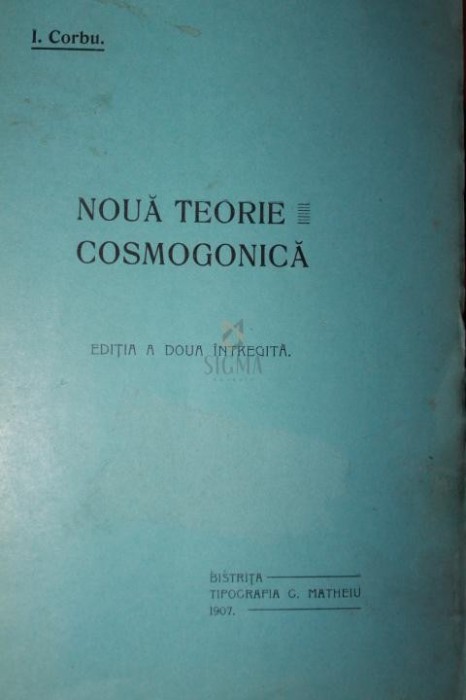 I. Corbu.
NOUĂ TEORIE
COSMOGONICĂ
EDIȚIA A DOUA ÎNTREGITĂ.
SIGMA
BISTRIȚA
TIPOGRAFIA G. MATHEIU
1907.